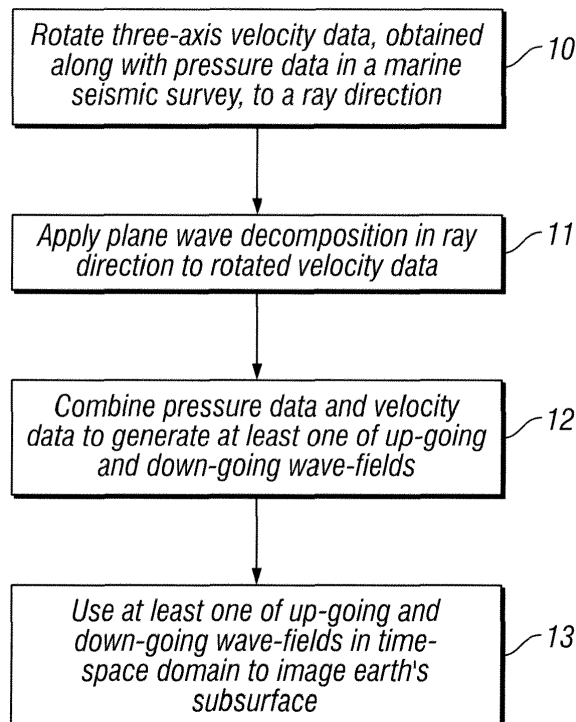 Rotate three-axis velocity data, obtained
along with pressure data in a marine
seismic survey, to a ray direction
10
Apply plane wave decomposition in ray
direction to rotated velocity data
11
Combine pressure data and velocity
data to generate at least one of up-going
and down-going wave-fields
12
Use at least one of up-going and
down-going wave-fields in time-
space domain to image earth's
subsurface
13